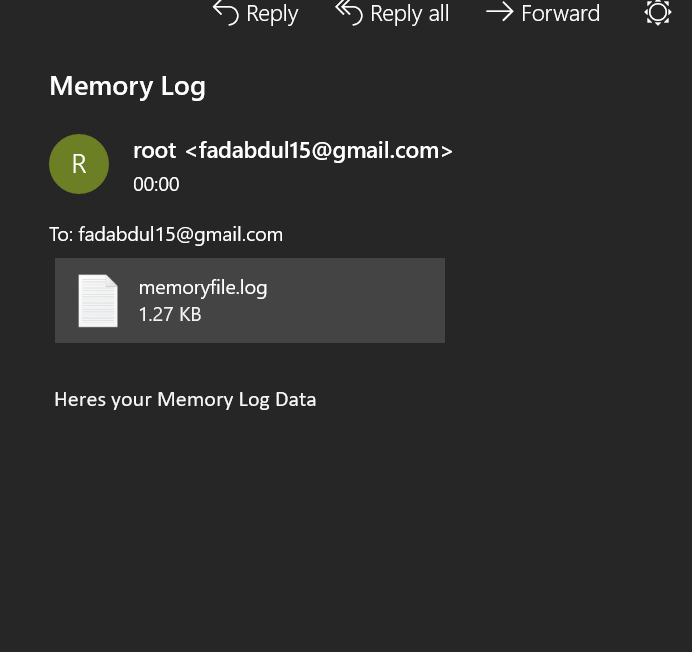 Reply Reply all Forward
Memory Log
R
root <fadabdul15@gmail.com>
00:00
To: fadabdul15@gmail.com
memoryfile.log
1.27 KB
Heres your Memory Log Data